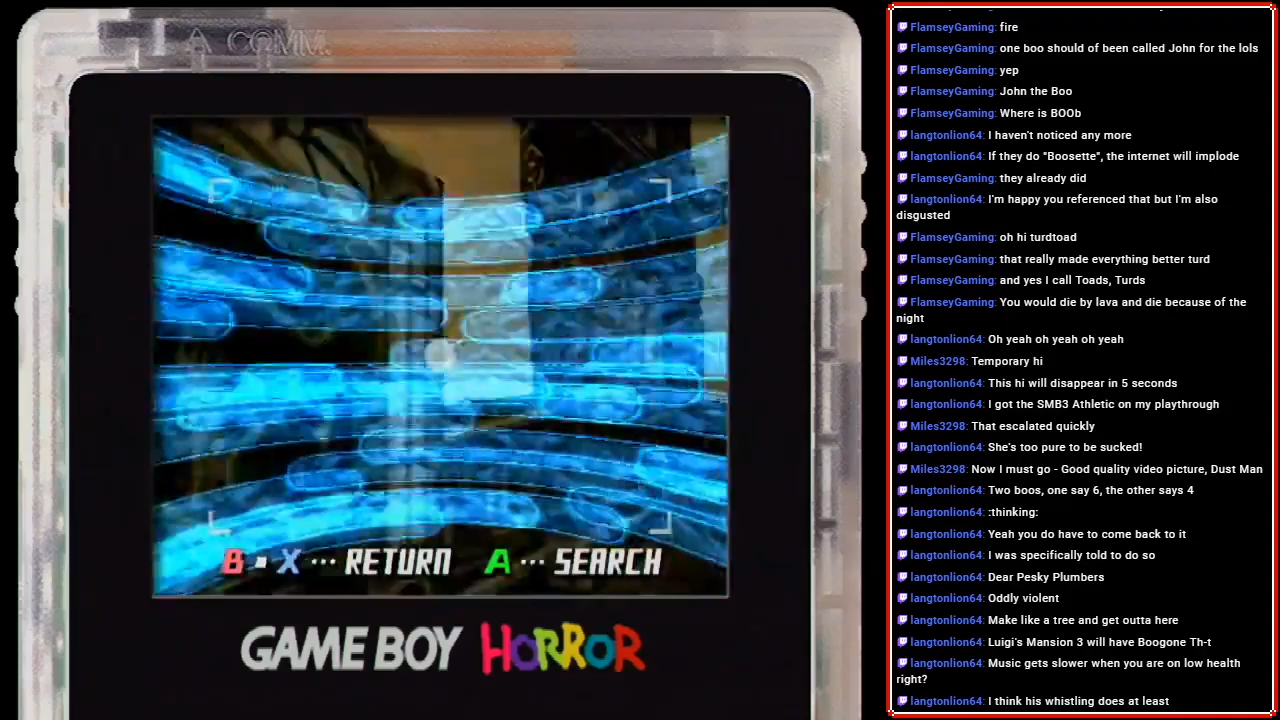 A COMM.
B · X ··· RETURN A ··· SEARCH
GAME BOY HORROR
FlamseyGaming: fire
FlamseyGaming: one boo should of been called John for the lols
FlamseyGaming: yep
FlamseyGaming: John the Boo
FlamseyGaming: Where is BOOb
langtonlion64: I haven't noticed any more
langtonlion64: If they do "Boosette", the internet will implode
FlamseyGaming: they already did
langtonlion64: I'm happy you referenced that but I'm also
disgusted
FlamseyGaming: oh hi turdtoad
FlamseyGaming: that really made everything better turd
FlamseyGaming: and yes I call Toads, Turds
FlamseyGaming: You would die by lava and die because of the
night
langtonlion64: Oh yeah oh yeah oh yeah
Miles3298: Temporary hi
langtonlion64: This hi will disappear in 5 seconds
langtonlion64: I got the SMB3 Athletic on my playthrough
Miles3298: That escalated quickly
langtonlion64: She's too pure to be sucked!
Miles3298: Now I must go - Good quality video picture, Dust Man
langtonlion64: Two boos, one say 6, the other says 4
langtonlion64: :thinking:
langtonlion64: Yeah you do have to come back to it
langtonlion64: I was specifically told to do so
langtonlion64: Dear Pesky Plumbers
langtonlion64: Oddly violent
langtonlion64: Make like a tree and get outta here
langtonlion64: Luigi's Mansion 3 will have Boogone Th-t
langtonlion64: Music gets slower when you are on low health
right?
langtonlion64: I think his whistling does at least